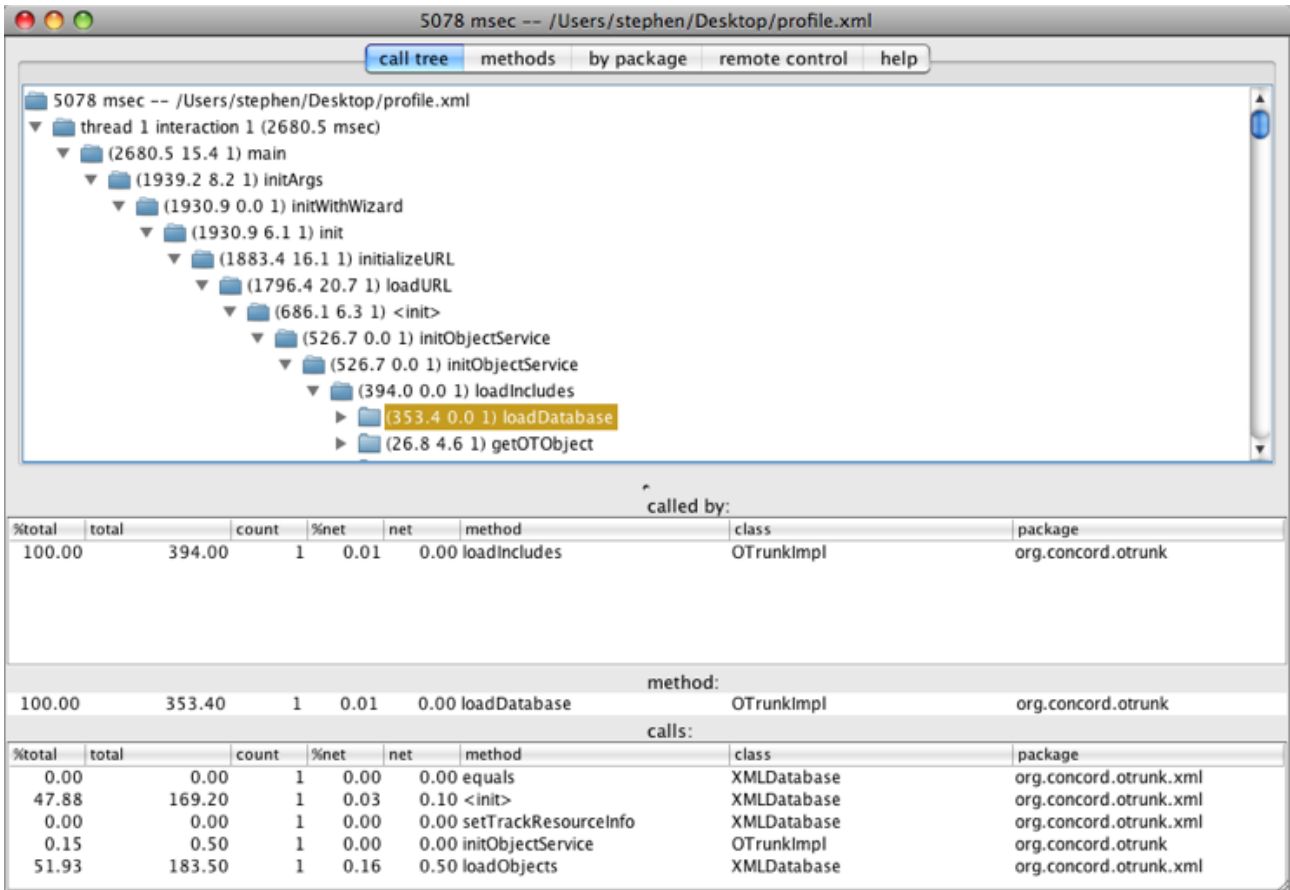 5078 msec -- /Users/stephen/Desktop/profile.xml
call tree methods by package remote control help
5078 msec -- /Users/stephen/Desktop/profile.xml
thread 1 interaction 1 (2680.5 msec)
(2680.5 15.4 1) main
(1939.2 8.2 1) initArgs
(1930.9 0.0 1) initWithWizard
(1930.9 6.1 1) init
(1883.4 16.1 1) initializeURL
(1796.4 20.7 1) loadURL
(686.1 6.3 1) <init>
(526.7 0.0 1) initObjectService
(526.7 0.0 1) initObjectService
(394.0 0.0 1) loadIncludes
(353.4 0.0 1) loadDatabase
(26.8 4.6 1) getOTObject
called by:
%total total count %net net method class package
100.00 394.00 1 0.01 0.00 loadIncludes OTrunkImpl org.concord.otrunk
method:
100.00 353.40 1 0.01 0.00 loadDatabase OTrunkImpl org.concord.otrunk
calls:
%total total count %net net method class package
0.00 0.00 1 0.00 0.00 equals XMLDatabase org.concord.otrunk.xml
47.88 169.20 1 0.03 0.10 <init> XMLDatabase org.concord.otrunk.xml
0.00 0.00 1 0.00 0.00 setTrackResourceInfo XMLDatabase org.concord.otrunk.xml
0.15 0.50 1 0.00 0.00 initObjectService OTrunkImpl org.concord.otrunk
51.93 183.50 1 0.16 0.50 loadObjects XMLDatabase org.concord.otrunk.xml